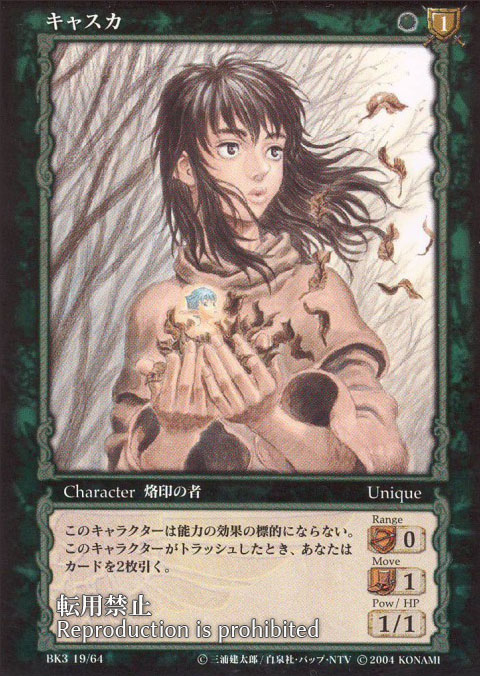 キャスカ
1
Character 烙印の者 Unique
このキャラクターは能力の効果の標的にならない。
このキャラクターがトラッシュしたとき、あなたは
カードを2枚引く。
Range
0
Move
1
Pow/ HP
1/1
転用禁止
Reproduction is prohibited
BK3 19/64 © 三浦建太郎/白泉社・バップ・NTV © 2004 KONAMI